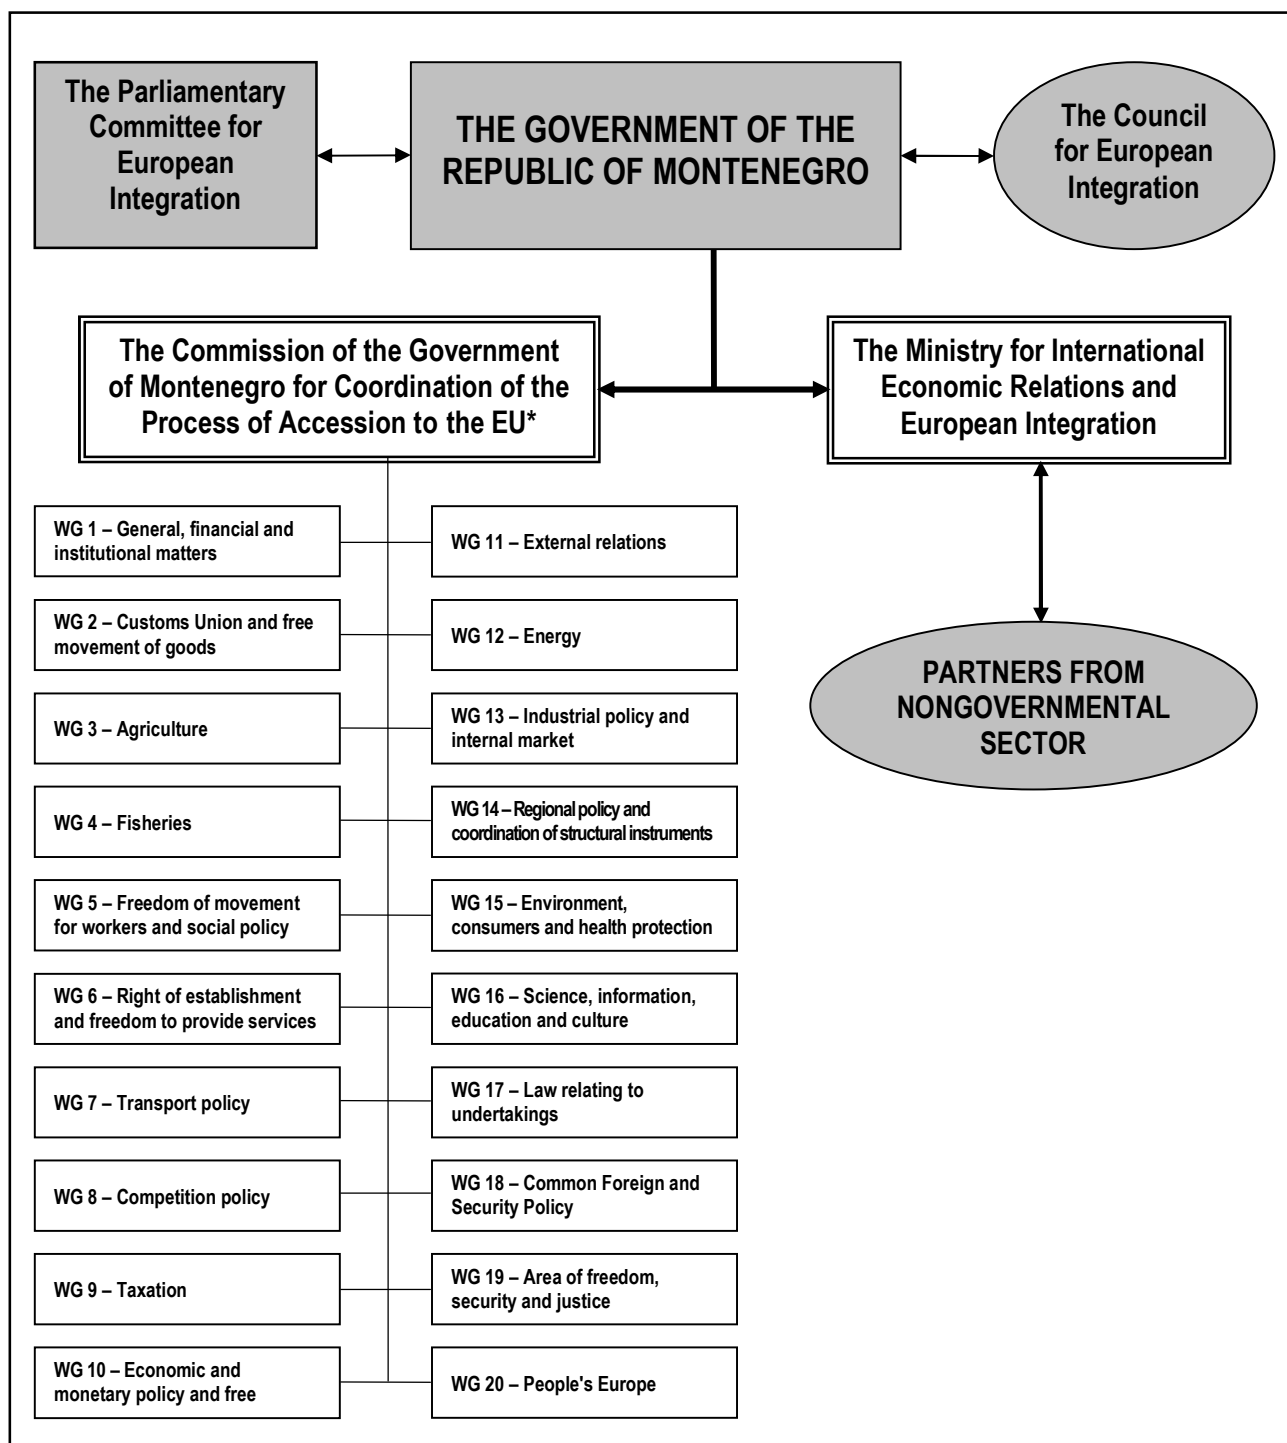 The Parliamentary
Committee for
European
Integration
THE GOVERNMENT OF THE
REPUBLIC OF MONTENEGRO
The Council
for European
Integration
The Commission of the Government
of Montenegro for Coordination of the
Process of Accession to the EU*
The Ministry for International
Economic Relations and
European Integration
WG 1 – General, financial and
institutional matters
WG 11 – External relations
WG 2 – Customs Union and free
movement of goods
WG 12 – Energy
WG 3 – Agriculture
WG 13 – Industrial policy and
internal market
PARTNERS FROM
NONGOVERNMENTAL
SECTOR
WG 4 – Fisheries
WG 14 – Regional policy and
coordination of structural instruments
WG 5 – Freedom of movement
for workers and social policy
WG 15 – Environment,
consumers and health protection
WG 6 – Right of establishment
and freedom to provide services
WG 16 – Science, information,
education and culture
WG 7 – Transport policy
WG 17 – Law relating to
undertakings
WG 8 – Competition policy
WG 18 – Common Foreign and
Security Policy
WG 9 – Taxation
WG 19 – Area of freedom,
security and justice
WG 10 – Economic and
monetary policy and free
WG 20 – People's Europe